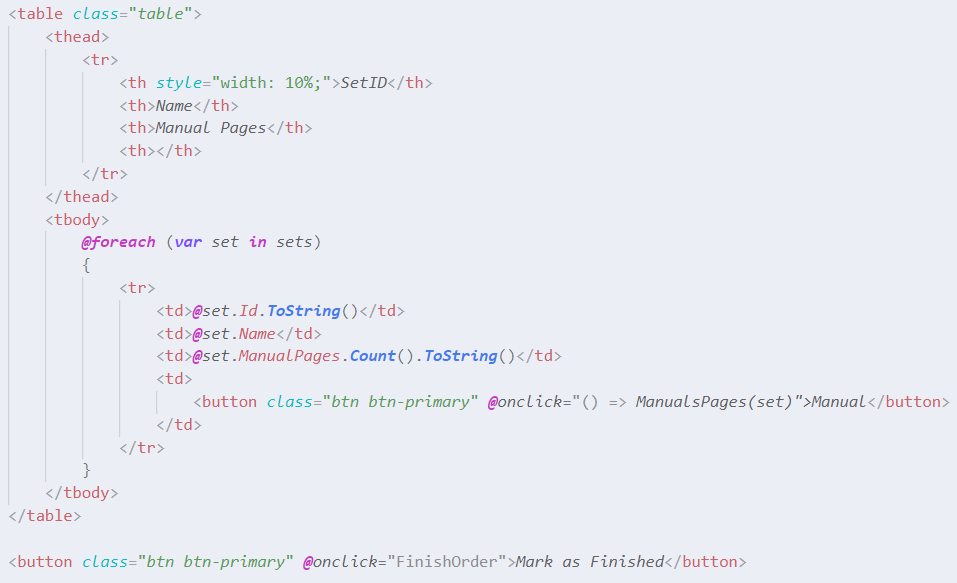 <table class="table">
    <thead>
        <tr>
            <th style="width: 10%;">SetID</th>
            <th>Name</th>
            <th>Manual Pages</th>
            <th></th>
        </tr>
    </thead>
    <tbody>
        @foreach (var set in sets)
        {
            <tr>
                <td>@set.Id.ToString()</td>
                <td>@set.Name</td>
                <td>@set.ManualPages.Count().ToString()</td>
                <td>
                    <button class="btn btn-primary" @onclick="() => ManualsPages(set)">Manual</button>
                </td>
            </tr>
        }
    </tbody>
</table>

<button class="btn btn-primary" @onclick="FinishOrder">Mark as Finished</button>